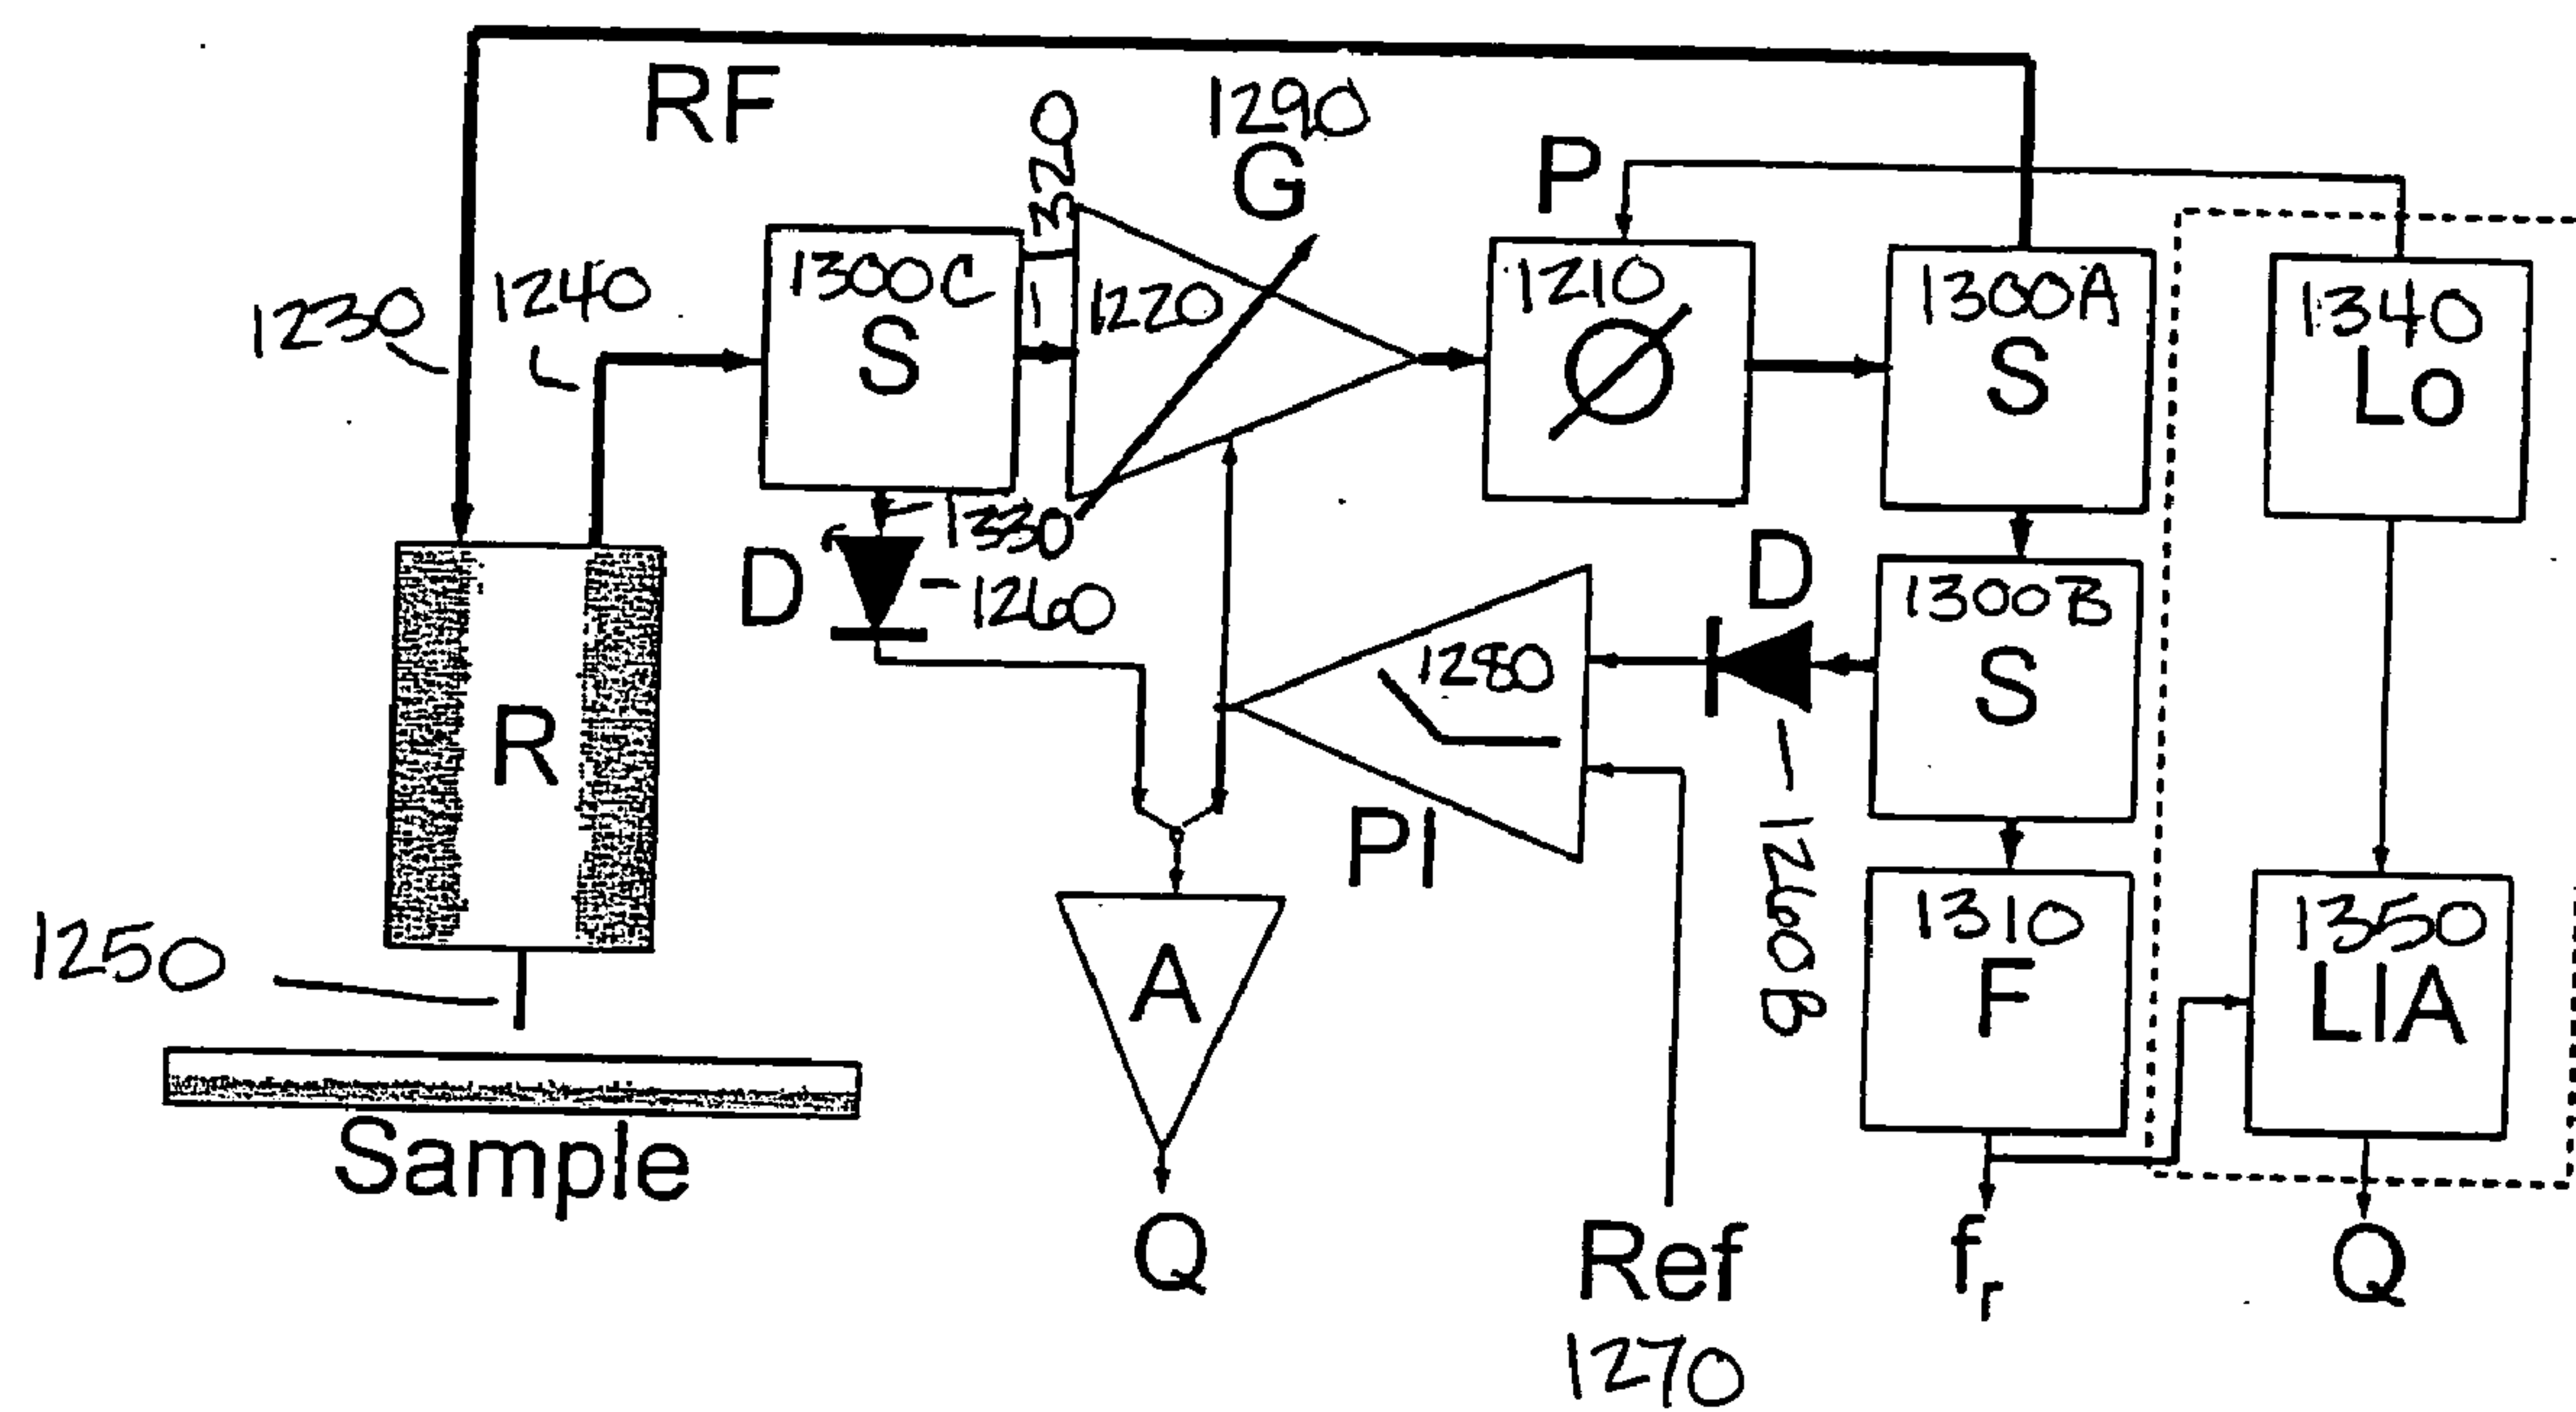 RF
1290
G
P
1320
1230
1240
1300C
S
1220
1210
Ø
1300A
S
1340
Lo
1330
D
1260
D
1300B
S
R
1280
PI
1260B
1250
A
1310
F
1350
LIA
Sample
Q
Ref
1270
fr
Q